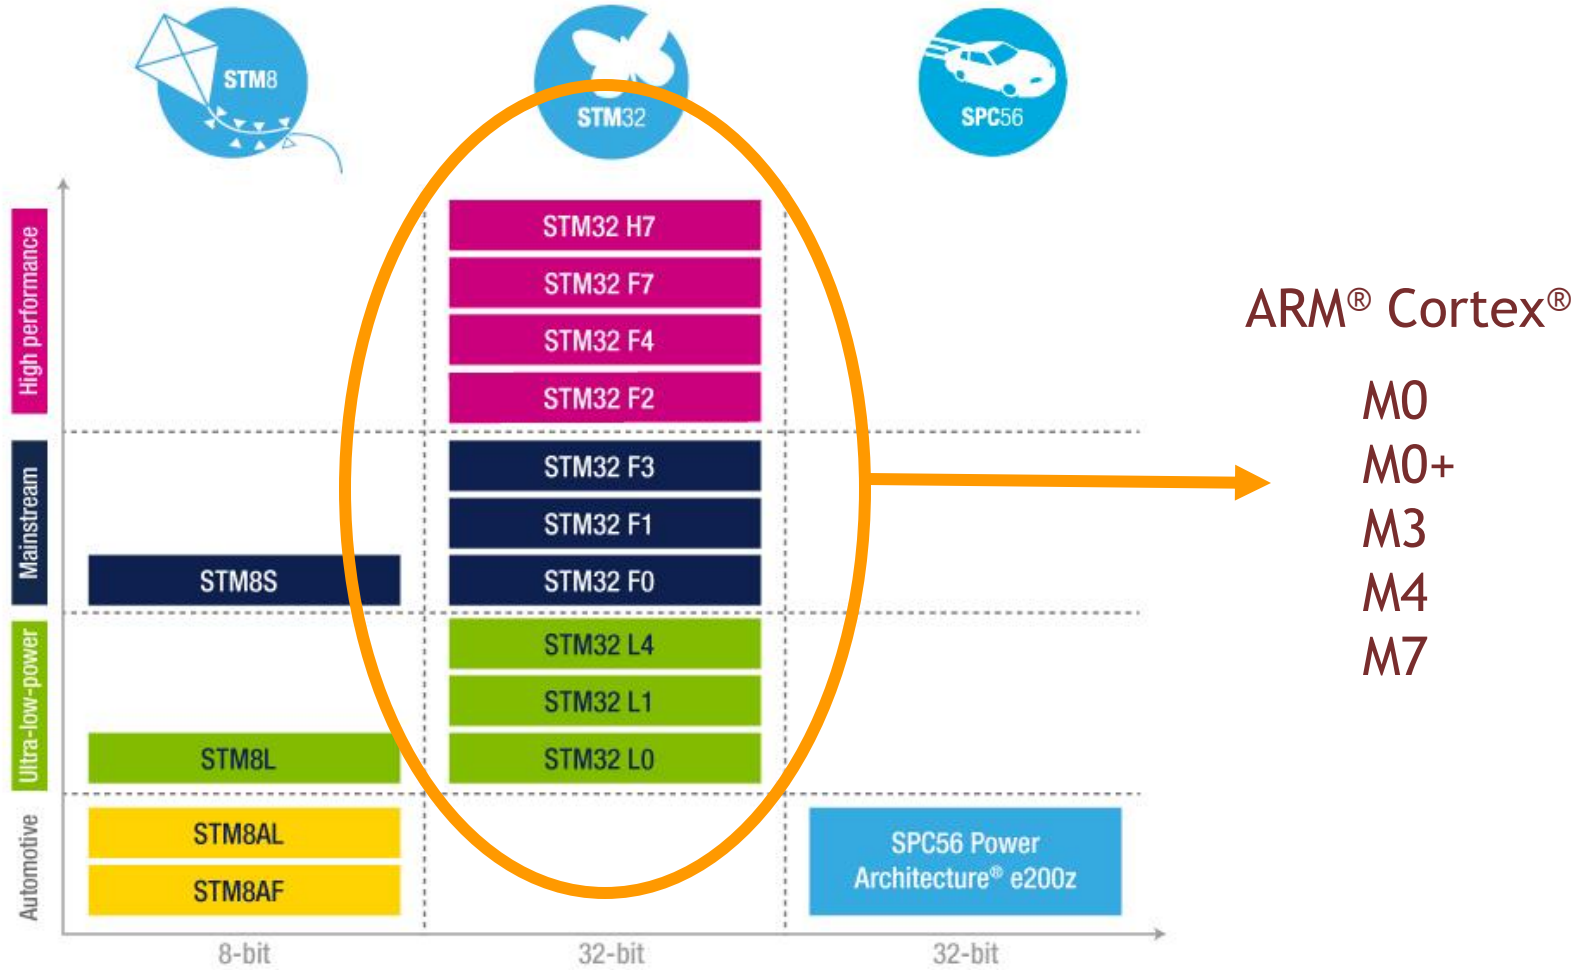 STM8
STM32
SPC56
High performance
STM32 H7
STM32 F7
STM32 F4
STM32 F2
Mainstream
STM32 F3
STM32 F1
STM8S
STM32 F0
Ultra-low-power
STM32 L4
STM32 L1
STM8L
STM32 L0
Automotive
STM8AL
STM8AF
SPC56 Power
Architecture® e200z
8-bit
32-bit
32-bit
ARM® Cortex®
M0
M0+
M3
M4
M7